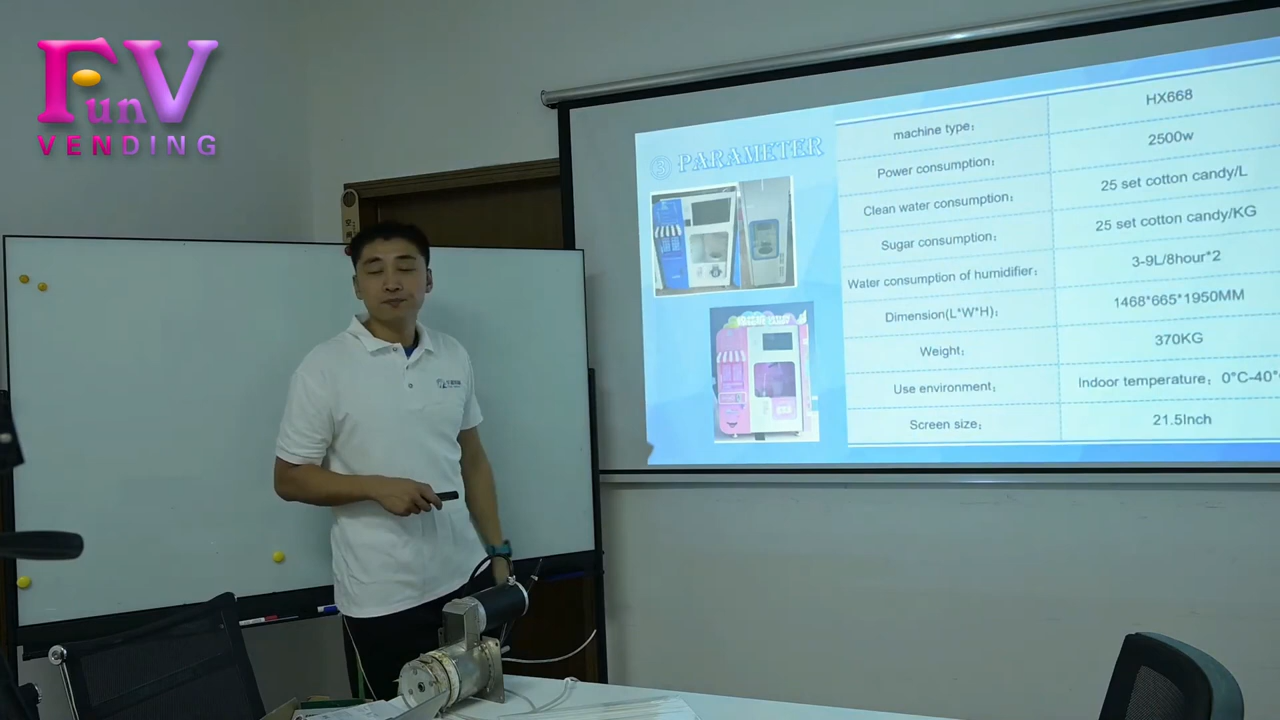 FunV
VENDING
③ PARAMETER
machine type: HX668
Power consumption: 2500w
Clean water consumption: 25 set cotton candy/L
Sugar consumption: 25 set cotton candy/KG
Water consumption of humidifier: 3-9L/8hour*2
Dimension(L*W*H): 1468*665*1950MM
Weight: 370KG
Use environment: Indoor temperature: 0°C-40°
Screen size: 21.5Inch